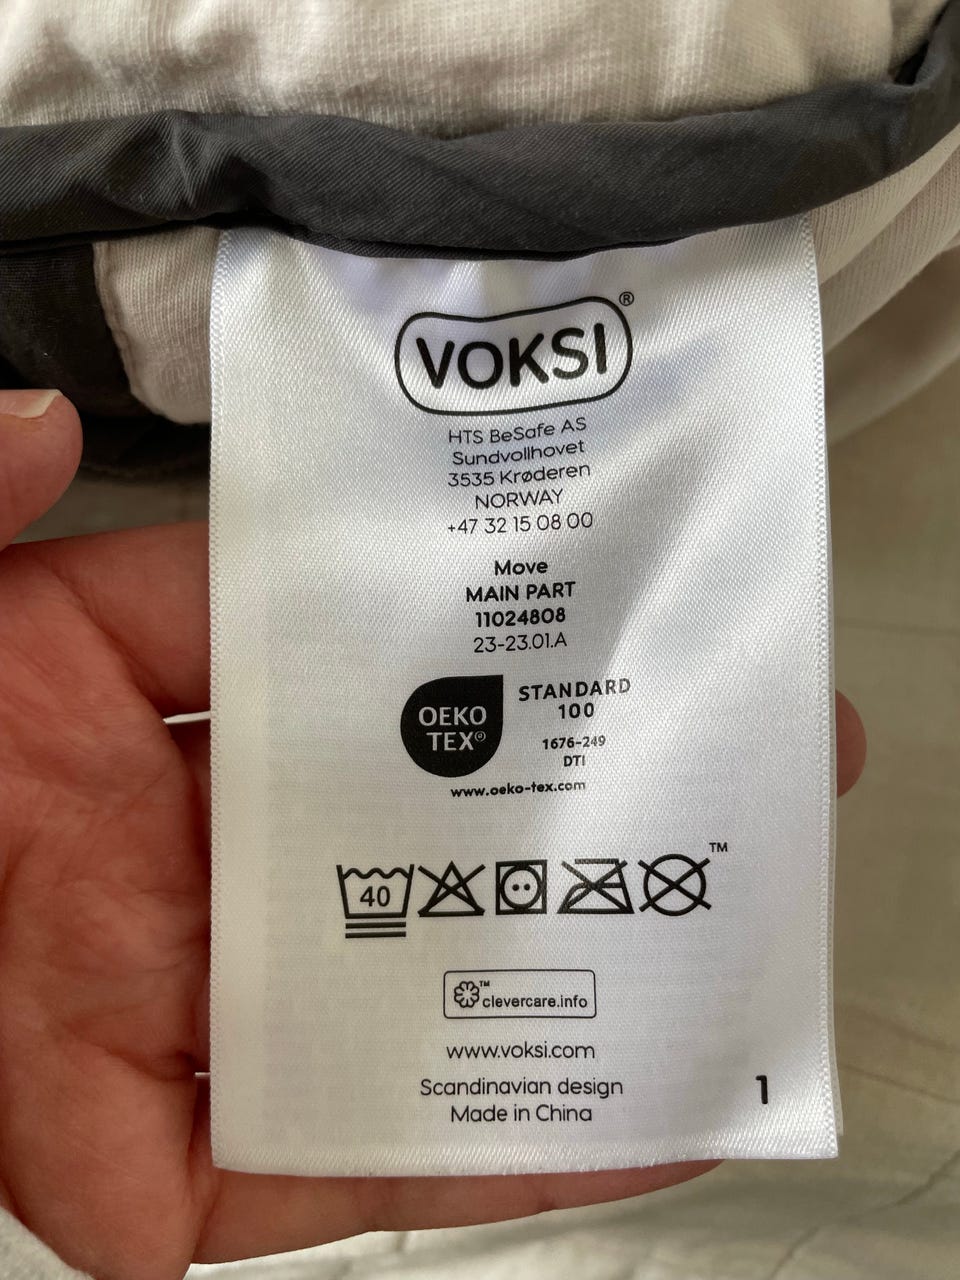 VOKSI®
HTS BeSafe AS
Sundvollhovet
3535 Krøderen
NORWAY
+47 32 15 08 00
Move
MAIN PART
11024808
23-23.01.A
OEKO
TEX®
STANDARD
100
1676-249
DTI
www.oeko-tex.com
40
™
™
clevercare.info
www.voksi.com
Scandinavian design
Made in China
1